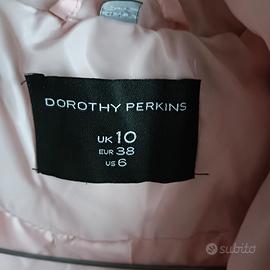 DOROTHY PERKINS
UK 10
EUR 38
US 6
subito